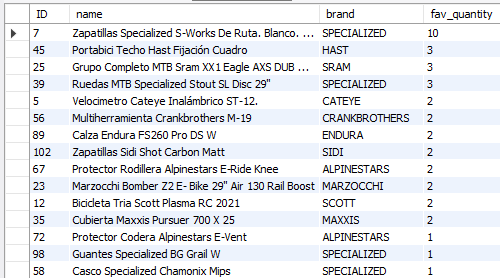 ID name brand fav_quantity
7 Zapatillas Specialized S-Works De Ruta. Blanco. ... SPECIALIZED 10
45 Portabici Techo Hast Fijación Cuadro HAST 3
25 Grupo Completo MTB Sram XX1 Eagle AXS DUB ... SRAM 3
39 Ruedas MTB Specialized Stout SL Disc 29" SPECIALIZED 3
5 Velocimetro Cateye Inalámbrico ST-12. CATEYE 2
56 Multiherramienta Crankbrothers M-19 CRANKBROTHERS 2
89 Calza Endura FS260 Pro DS W ENDURA 2
102 Zapatillas Sidi Shot Carbon Matt SIDI 2
67 Protector Rodillera Alpinestars E-Ride Knee ALPINESTARS 2
23 Marzocchi Bomber Z2 E- Bike 29" Air 130 Rail Boost MARZOCCHI 2
12 Bicicleta Tria Scott Plasma RC 2021 SCOTT 2
35 Cubierta Maxxis Pursuer 700 X 25 MAXXIS 2
72 Protector Codera Alpinestars E-Vent ALPINESTARS 1
98 Guantes Specialized BG Grail W SPECIALIZED 1
58 Casco Specialized Chamonix Mips SPECIALIZED 1